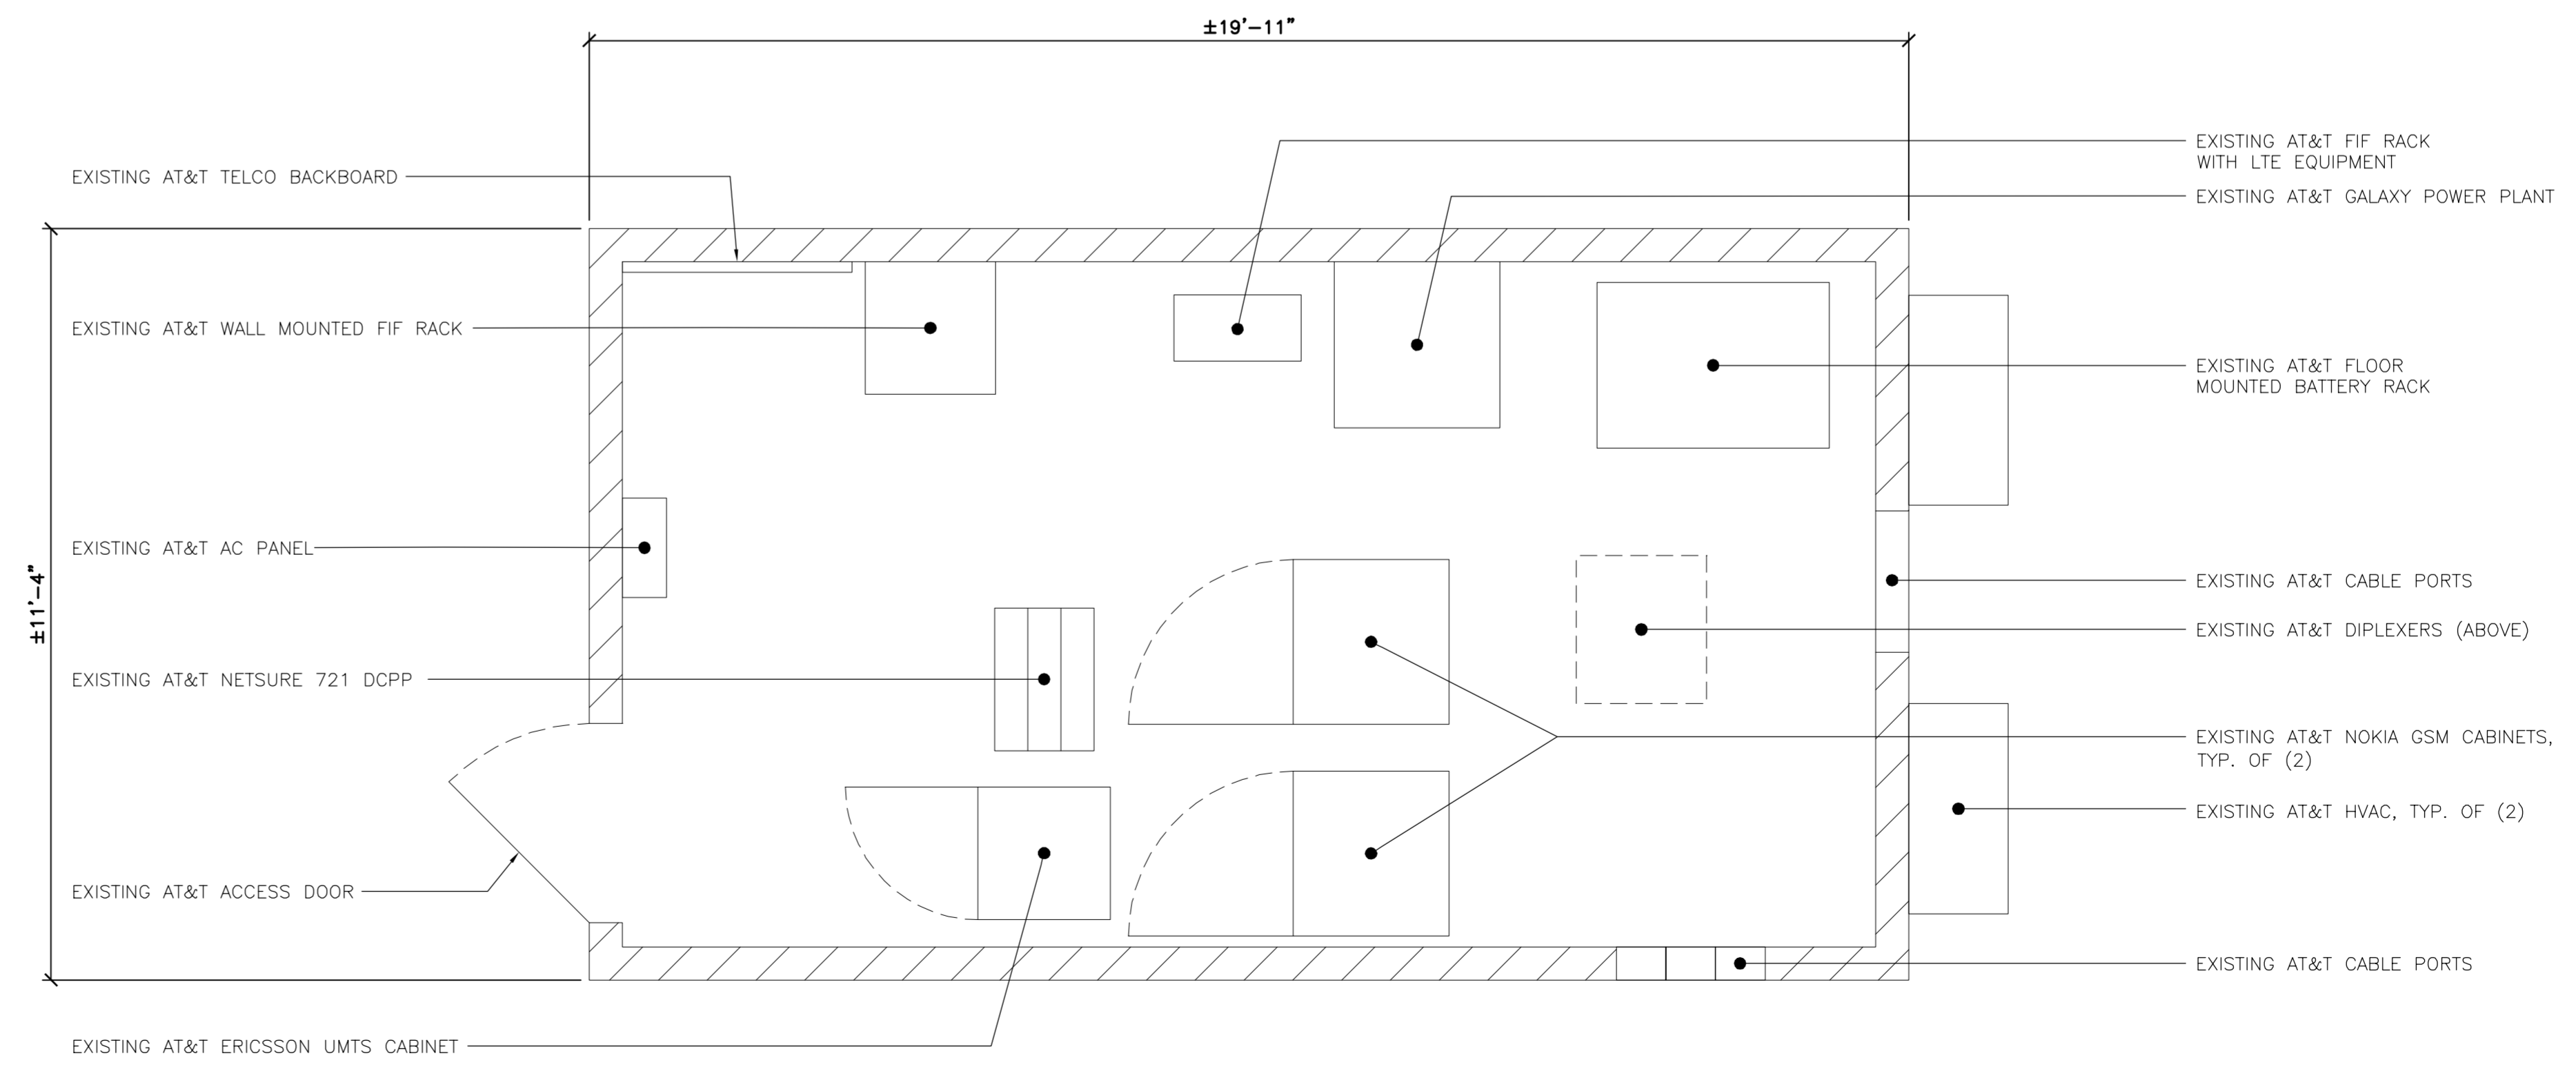 ±19'-11"
EXISTING AT&T TELCO BACKBOARD
EXISTING AT&T WALL MOUNTED FIF RACK
EXISTING AT&T AC PANEL
±11'-4"
EXISTING AT&T NETSURE 721 DCPP
EXISTING AT&T ACCESS DOOR
EXISTING AT&T ERICSSON UMTS CABINET
EXISTING AT&T FIF RACK
WITH LTE EQUIPMENT
EXISTING AT&T GALAXY POWER PLANT
EXISTING AT&T FLOOR
MOUNTED BATTERY RACK
EXISTING AT&T CABLE PORTS
EXISTING AT&T DIPLEXERS (ABOVE)
EXISTING AT&T NOKIA GSM CABINETS,
TYP. OF (2)
EXISTING AT&T HVAC, TYP. OF (2)
EXISTING AT&T CABLE PORTS